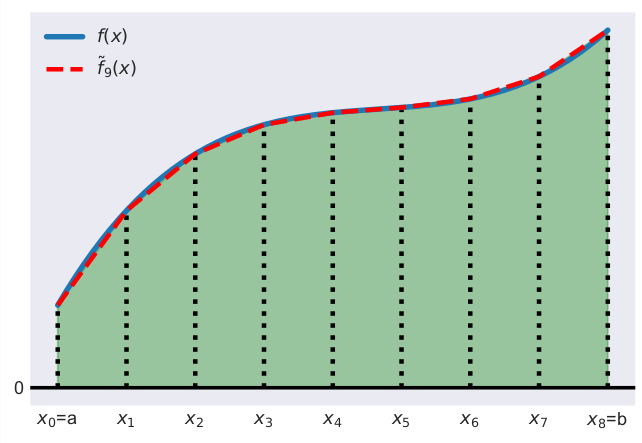 f(x)
f̃₉(x)
0
x₀=a x₁ x₂ x₃ x₄ x₅ x₆ x₇ x₈=b